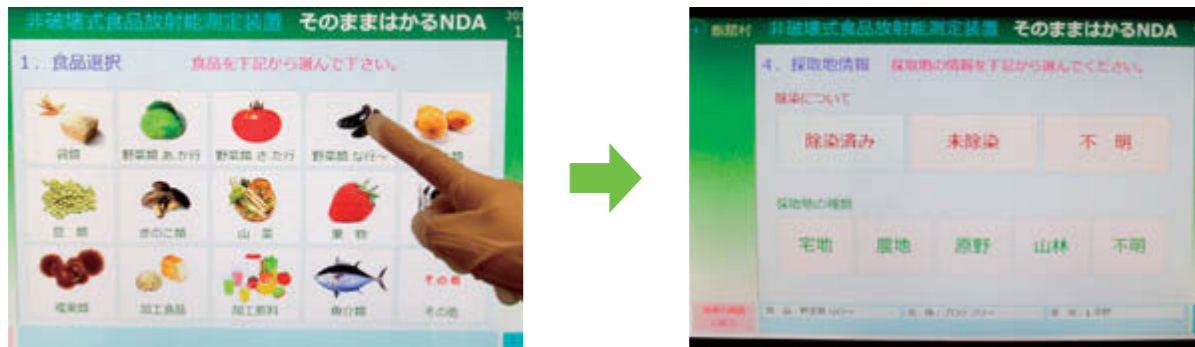 非破壊式食品放射能測定装置 そのままはかるNDA
1．食品選択 食品を下記から選んで下さい。
野菜類 あ.か行
野菜類 さ.た行
野菜類 な行～
豆 類
きのこ類
山 菜
果 物
加工食品
加工飲料
魚介類
その他
その他
飯舘村 非破壊式食品放射能測定装置 そのままはかるNDA
4．採取地情報 採取地の情報を下記から選んでください。
除染について
除染済み
未除染
不 明
採取地の種類
宅地
農地
原野
山林
不明